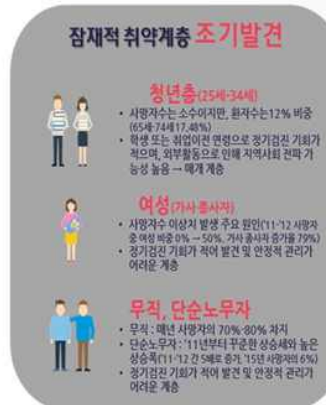 잠재적 취약계층 조기발견
청년층(25세-34세)
• 사망자수는 소수이지만, 환자수는12% 비중
(65세-74세17.48%)
• 학생 또는 취업이전 연령으로 정기검진 기회가
적으며, 외부활동으로 인해 지역사회 전파 가
능성 높음 → 매개 계층
여성(가사 종사자)
• 사망자수 이상치 발생 주요 원인('11-'12 사망자
중 여성 비중 0% → 50%, 가사 종사자 증가율 79%)
• 정기검진 기회가 적어 발견 및 안정적 관리가
어려운 계층
무직, 단순노무자
• 무직 : 매년 사망자의 70%-80% 차지
• 단순노무자 : '11년부터 꾸준한 상승세와 높은
상승폭('11-'12 간 5배로 증가, '15년 사망자의 6%)
• 정기검진 기회가 적어 발견 및 안정적 관리가
어려운 계층